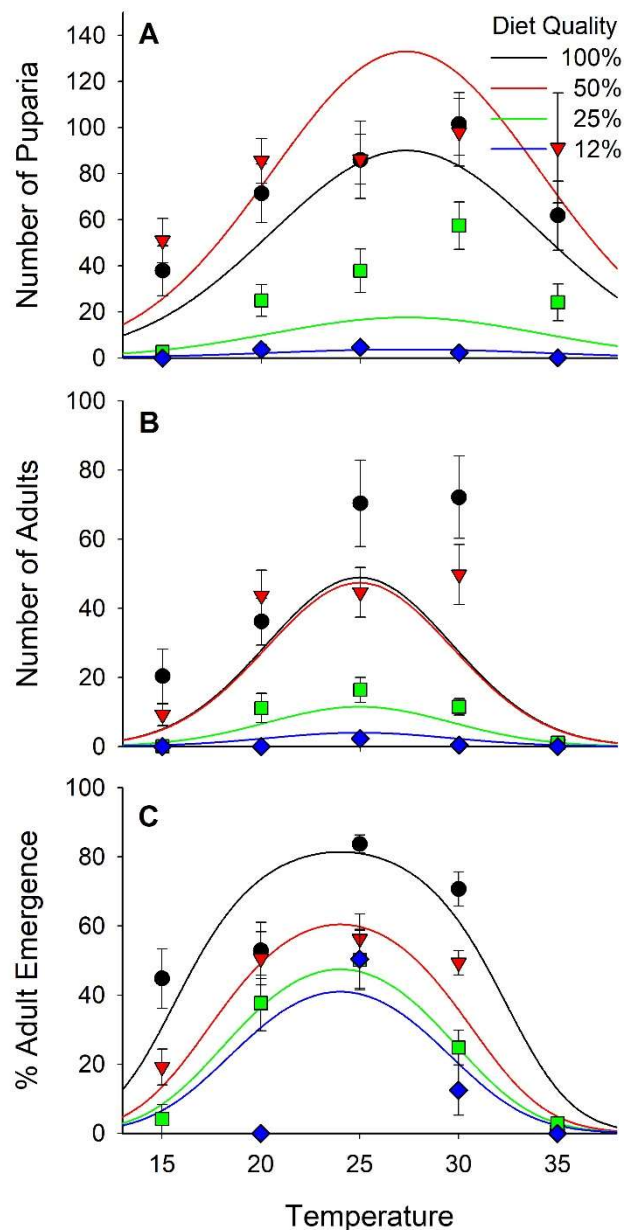 A
Diet Quality
100%
50%
25%
12%
140
120
100
80
60
40
20
0
Number of Puparia
B
100
80
60
40
20
0
Number of Adults
C
100
80
60
40
20
0
% Adult Emergence
15 20 25 30 35
Temperature